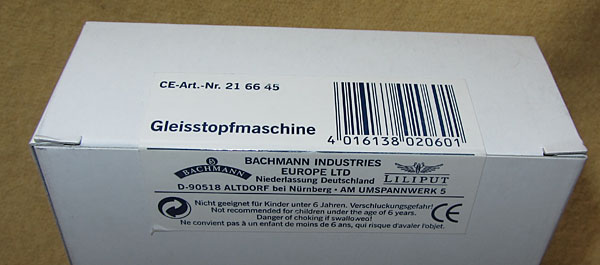 CE-Art.-Nr. 21 66 45
Gleisstopfmaschine
4 016138 020601
BACHMANN
BACHMANN INDUSTRIES
EUROPE LTD
Niederlassung Deutschland
LILIPUT
D-90518 ALTDORF bei Nürnberg • AM UMSPANNWERK 5
Nicht geeignet für Kinder unter 6 Jahren. Verschluckungsgefahr!
Not recommended for children under the age of 6 years.
Danger of choking if swallowed!
Ne convient pas à un enfant de moins de 6 ans, qui risque d'avaler l'objet.
CE